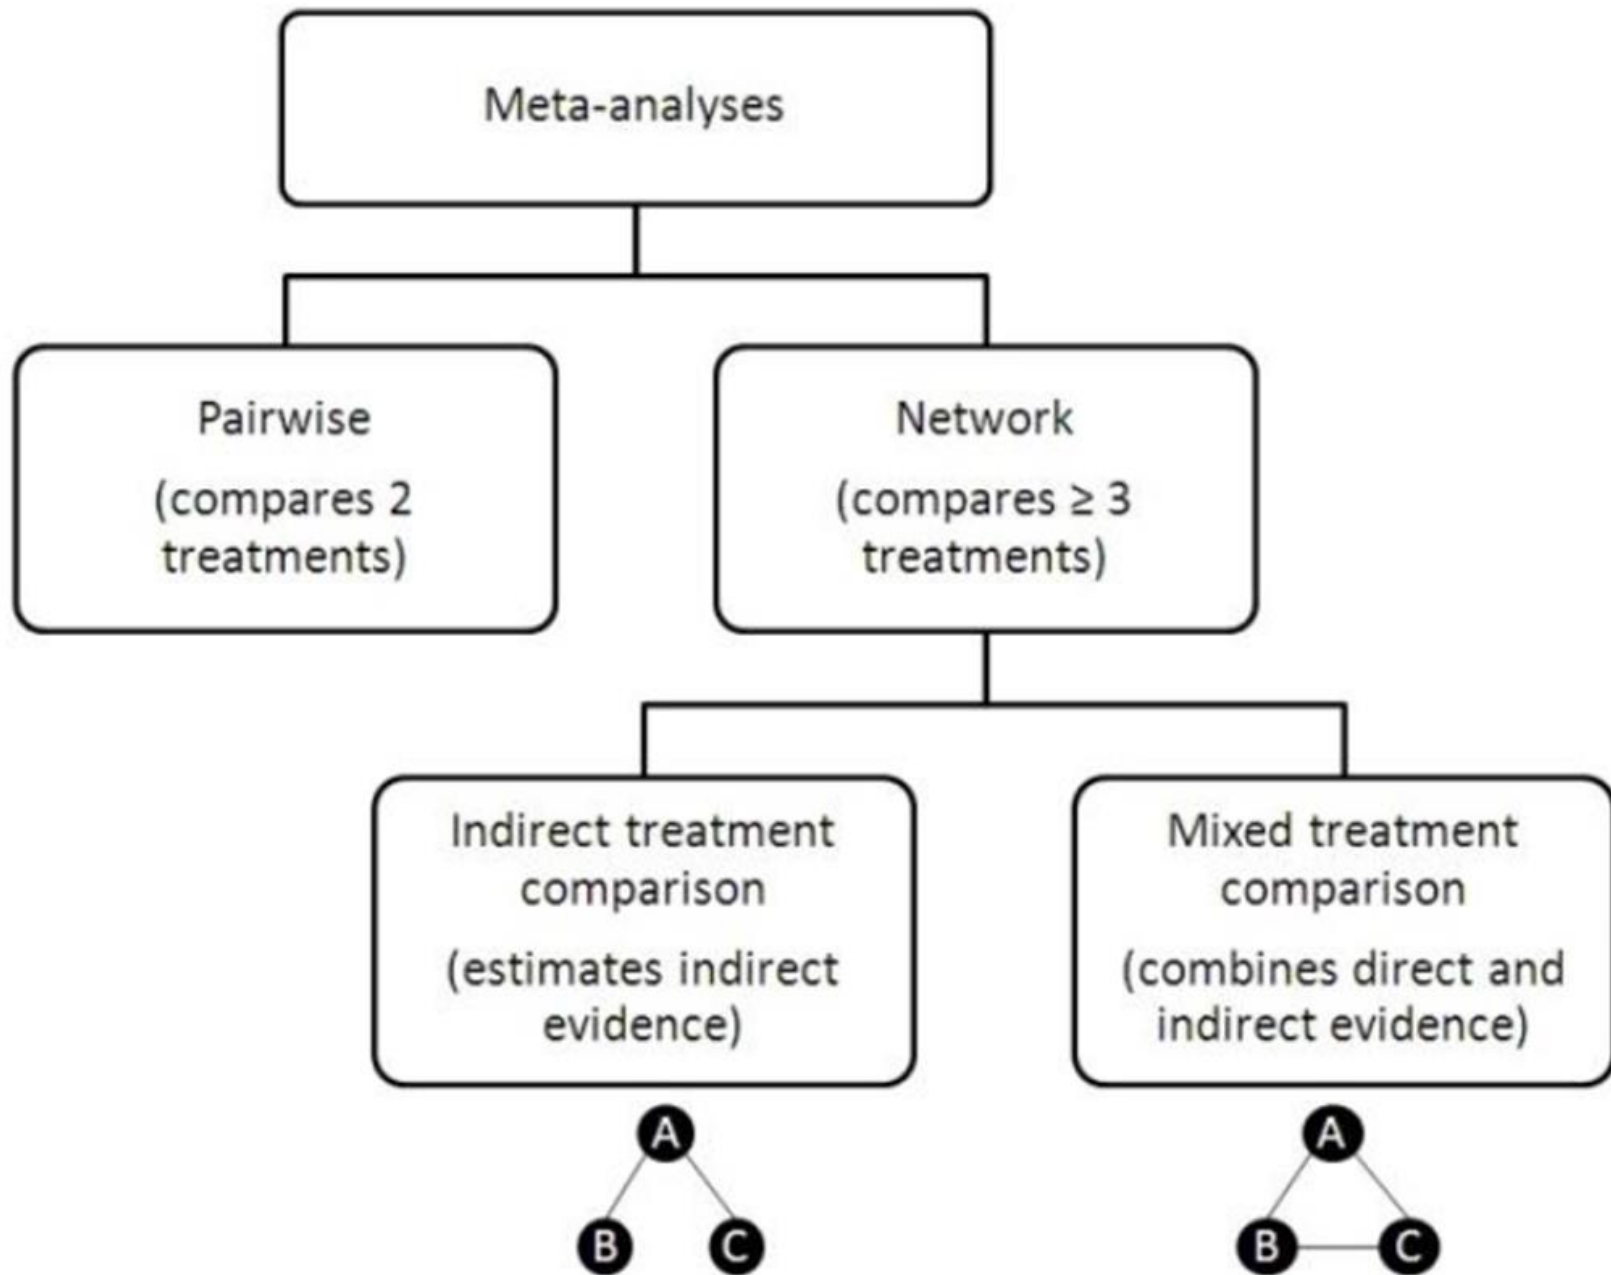 Meta-analyses
Pairwise
(compares 2
treatments)
Network
(compares ≥ 3
treatments)
Indirect treatment
comparison
(estimates indirect
evidence)
Mixed treatment
comparison
(combines direct and
indirect evidence)
A
B C
A
B C